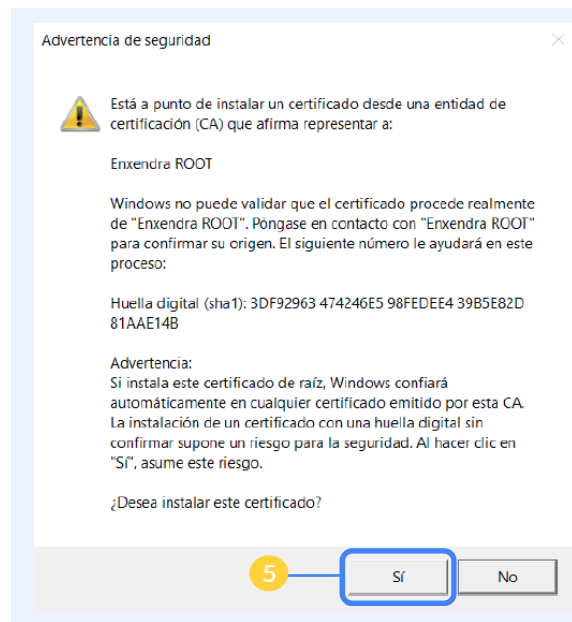 Advertencia de seguridad
Está a punto de instalar un certificado desde una entidad de
certificación (CA) que afirma representar a:
Enxendra ROOT
Windows no puede validar que el certificado procede realmente
de "Enxendra ROOT". Póngase en contacto con "Enxendra ROOT"
para confirmar su origen. El siguiente número le ayudará en este
proceso:
Huella digital (sha1): 3DF92963 474246E5 98FEDEE4 39B5E82D
81AAE14B
Advertencia:
Si instala este certificado de raíz, Windows confiará
automáticamente en cualquier certificado emitido por esta CA.
La instalación de un certificado con una huella digital sin
confirmar supone un riesgo para la seguridad. Al hacer clic en
"Sí", asume este riesgo.
¿Desea instalar este certificado?
5 Sí No